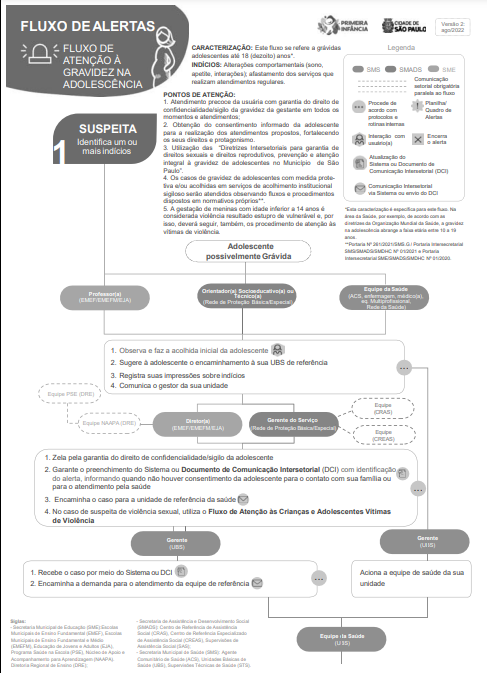 FLUXO DE ALERTAS
FLUXO DE
ATENÇÃO À
GRAVIDEZ NA
ADOLESCÊNCIA
PRIMEIRA
INFÂNCIA
CIDADE DE
SÃO PAULO
Versão 2:
ago/2022
CARACTERIZAÇÃO: Este fluxo se refere a grávidas
adolescentes até 18 (dezoito) anos*.
INDÍCIOS: Alterações comportamentais (sono,
apetite, interações); afastamento dos serviços que
realizam atendimentos regulares.
PONTOS DE ATENÇÃO:
1. Atendimento precoce da usuária com garantia do direito de
confidencialidade/sigilo da gravidez da gestante em todos os
momentos e atendimentos;
2. Obtenção do consentimento informado da adolescente
para a realização dos atendimentos propostos, fortalecendo
os seus direitos e protagonismo.
3. Utilização das "Diretrizes Intersetoriais para garantia de
direitos sexuais e direitos reprodutivos, prevenção e atenção
integral à gravidez de adolescentes no Município de São
Paulo".
4. Os casos de gravidez de adolescentes com medida prote-
tiva e/ou acolhidas em serviços de acolhimento institucional
sigiloso serão atendidos observando fluxos e procedimentos
dispostos em normativos próprios**.
5. A gestação de meninas com idade inferior a 14 anos é
considerada violência resultado estupro de vulnerável e, por
isso, deverá seguir, também, os procedimento de atenção às
vítimas de violência.
1
SUSPEITA
Identifica um ou
mais indícios
Legenda
SMS
SMADS
SME
Comunicação
estorial obrigatória
paralela ao fluxo
Procede de
acordo com
protocolos e
rotinas internas
Planilha/
Quadro de
Alertas
Interação com
usuário(a)
Encerra
o alerta
Atualização do
Sistema ou Documento de
Comunicação Intersetorial (DCI)
Comunicação Intersetorial
via Sistema ou envio do DCI
*Esta caracterização é específica para este fluxo. Na
área da Saúde, por exemplo, de acordo com as
diretrizes da Organização Mundial da Saúde, a gravidez
na adolescência abrange a faixa etária entre 10 a 19
anos.
**Portaria Nº 261/2021/SMS.G./ Portaria Intersecretarial
SMS/SMADS/SMDHC Nº 01/2021 e Portaria
Intersecretarial SME/SMADS/SMDHC Nº 01/2020.
Adolescente
possivelmente Grávida
Professor(a)
(EMEF/EMEFM/EJA)
Orientador(a) Socioeducativo(a) ou
Técnico(a)
(Rede de Proteção Básica/Especial)
Equipe da Saúde
(ACS, enfermagem, médico(a),
eq. Multiprofissional,
Rede da Saúde)
1. Observa e faz a acolhida inicial da adolescente
2. Sugere à adolescente o encaminhamento à sua UBS de referência
3. Registra suas impressões sobre indícios
4. Comunica o gestor da sua unidade
Equipe PSE (DRE)
Equipe NAAPA (DRE)
Diretor(a)
(EMEF/EMEFM/EJA)
Gerente do Serviço
(Rede de Proteção Básica/Especial)
Equipe
(CRAS)
Equipe
(CREAS)
1. Zela pela garantia do direito de confidencialidade/sigilo da adolescente
2. Garante o preenchimento do Sistema ou Documento de Comunicação Intersetorial (DCI) com identificação
do alerta, informando quando não houver consentimento da adolescente para o contato com sua família ou
para o atendimento pela saúde
3. Encaminha o caso para a unidade de referência da saúde
4. No caso de suspeita de violência sexual, utiliza o Fluxo de Atenção às Crianças e Adolescentes Vítimas
de Violência
Gerente
(UBS)
Gerente
(UIS)
1. Recebe o caso por meio do Sistema ou DCI
2. Encaminha a demanda para o atendimento da equipe de referência
Aciona a equipe de saúde da sua
unidade
Equipe da Saúde
Siglas:
- Secretaria Municipal de Educação (SME) Escolas
Municipais de Ensino Fundamental (EMEF), Escolas
Municipais de Ensino Fundamental e Médio
(EMEFM), Educação de Jovens e Adultos (EJA),
Programa Saúde na Escola (PSE), Núcleo de Apoio e
Acompanhamento para Aprendizagem (NAAPA)
Diretoria Regional de Ensino (DRE);
- Secretaria de Assistência e Desenvolvimento Social
(SMADS): Centro de Referência de Assistência
Social (CRAS), Centro de Referência Especializado
de Assistência Social (CREAS), Supervisões de
Assistência Social (SAS)
- Secretaria Municipal da Saúde (SMS): Agente
Comunitário de Saúde (ACS), Unidades Básicas de
Saúde (UBS), Supervisões Técnicas de Saúde (STS)